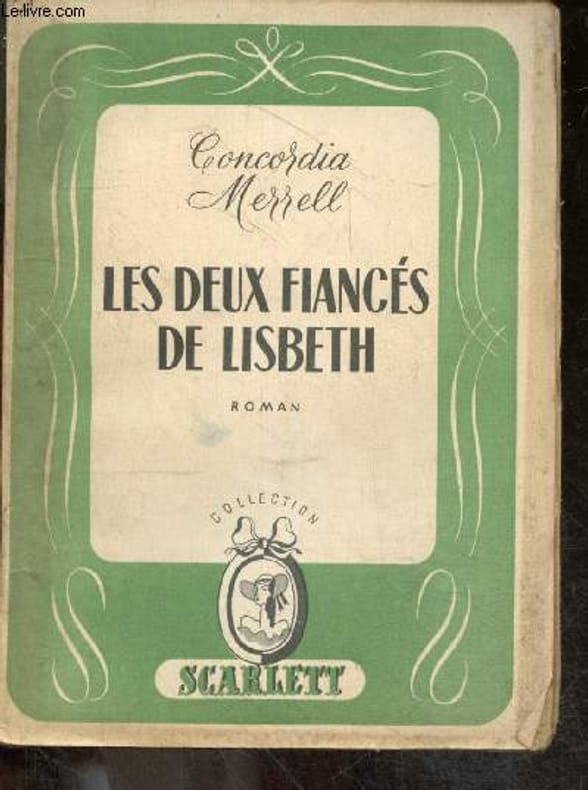 Le-livre.com
Concordia
Merrell
LES DEUX FIANCÉS
DE LISBETH
ROMAN
COLLECTION
SCARLETT